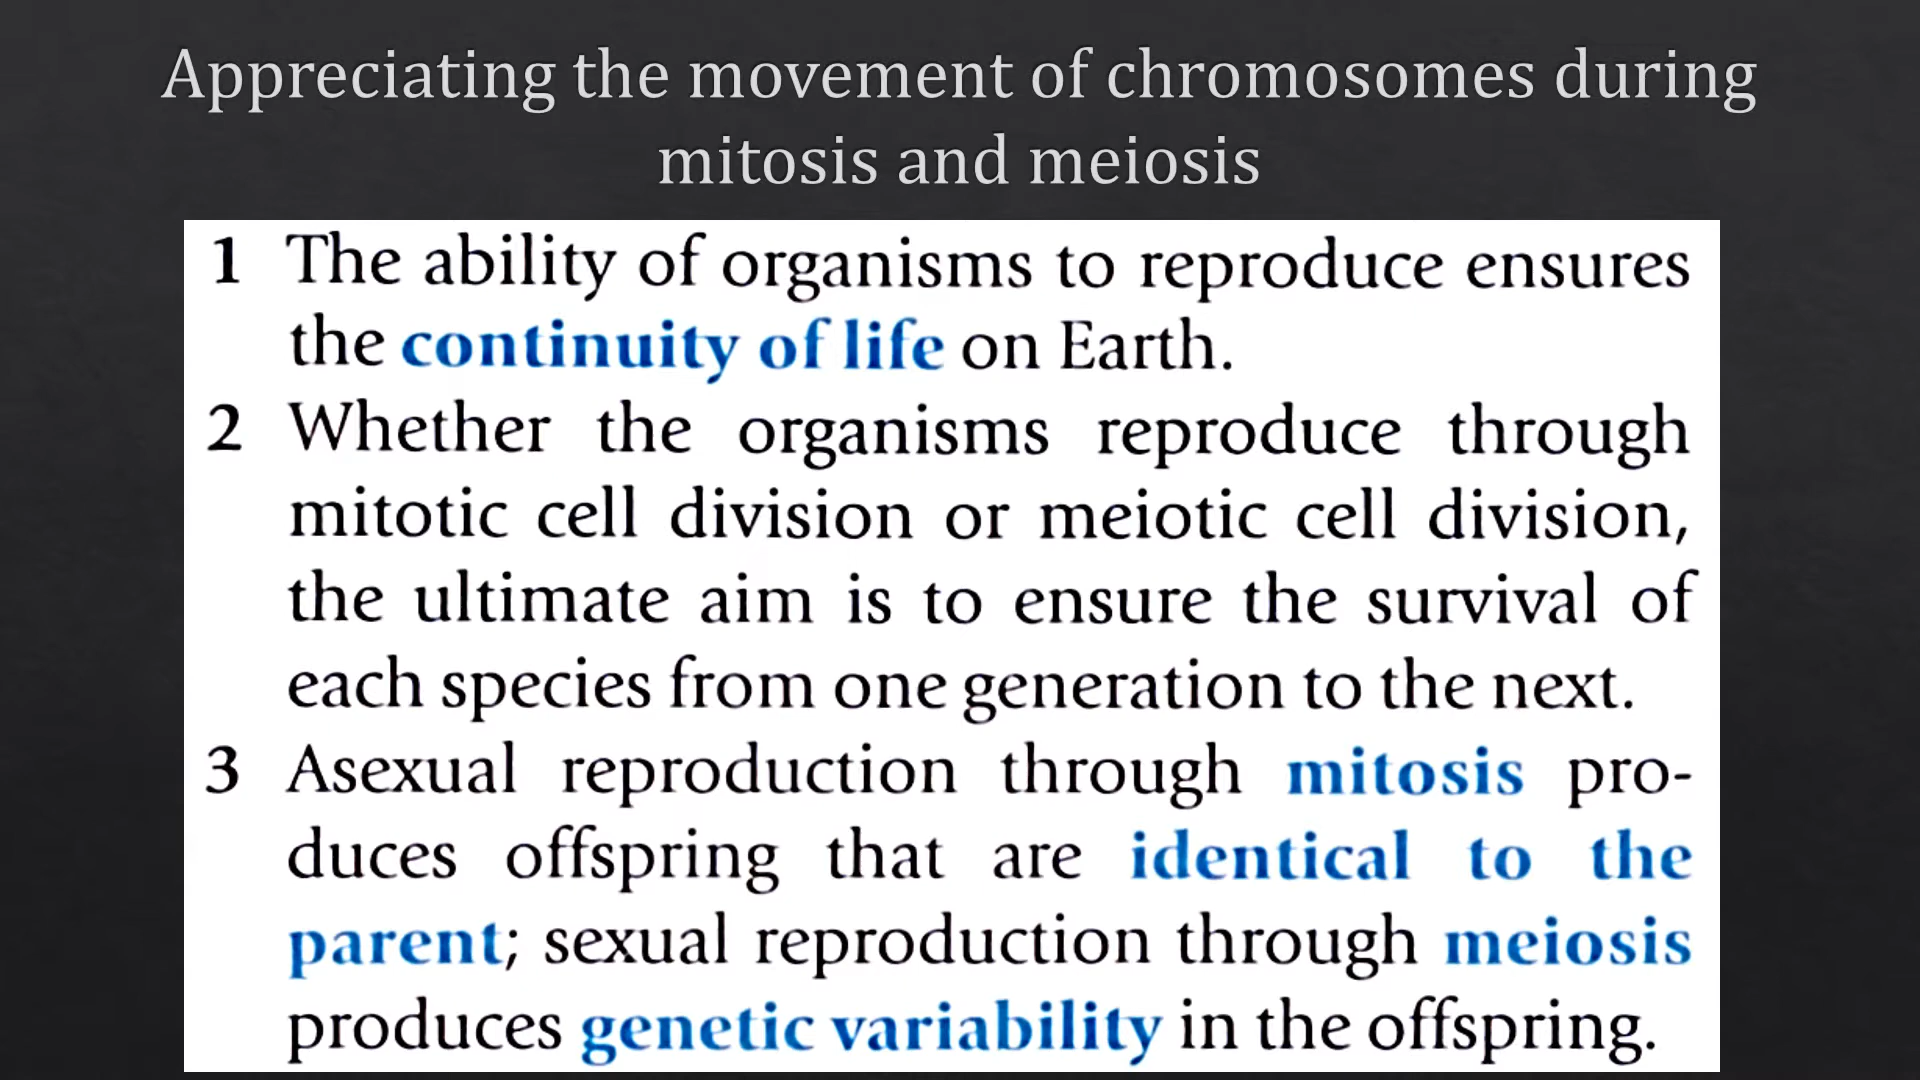 Appreciating the movement of chromosomes during
mitosis and meiosis
1 The ability of organisms to reproduce ensures
the continuity of life on Earth.
2 Whether the organisms reproduce through
mitotic cell division or meiotic cell division,
the ultimate aim is to ensure the survival of
each species from one generation to the next.
3 Asexual reproduction through mitosis pro-
duces offspring that are identical to the
parent; sexual reproduction through meiosis
produces genetic variability in the offspring.